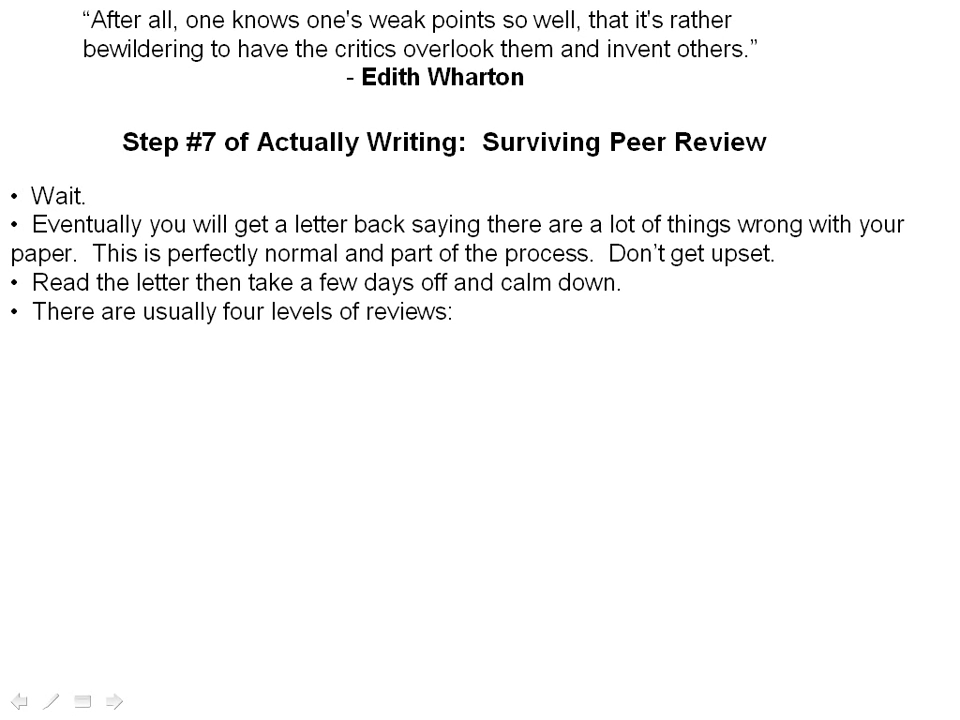 “After all, one knows one's weak points so well, that it's rather
bewildering to have the critics overlook them and invent others.”
- Edith Wharton
Step #7 of Actually Writing:  Surviving Peer Review
• Wait.
• Eventually you will get a letter back saying there are a lot of things wrong with your
paper.  This is perfectly normal and part of the process.  Don’t get upset.
• Read the letter then take a few days off and calm down.
• There are usually four levels of reviews: